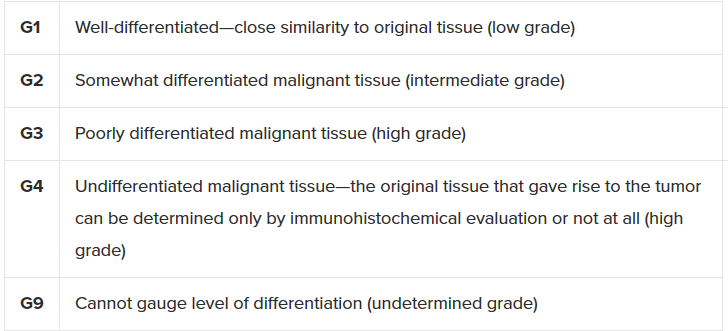 G1 Well-differentiated—close similarity to original tissue (low grade)
G2 Somewhat differentiated malignant tissue (intermediate grade)
G3 Poorly differentiated malignant tissue (high grade)
G4 Undifferentiated malignant tissue—the original tissue that gave rise to the tumor
can be determined only by immunohistochemical evaluation or not at all (high
grade)
G9 Cannot gauge level of differentiation (undetermined grade)